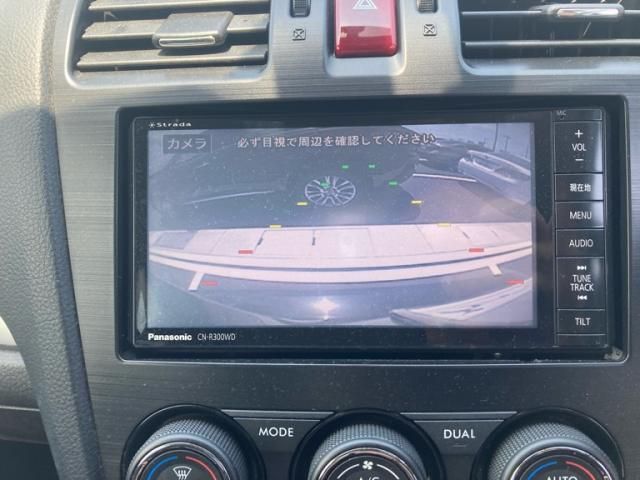 Strada
MIC
カメラ
必ず目視で周辺を確認してください
+
VOL
−
現在地
MENU
AUDIO
TUNE
TRACK
TILT
Panasonic CN-R300WD
MODE
DUAL
A/C
AUTO